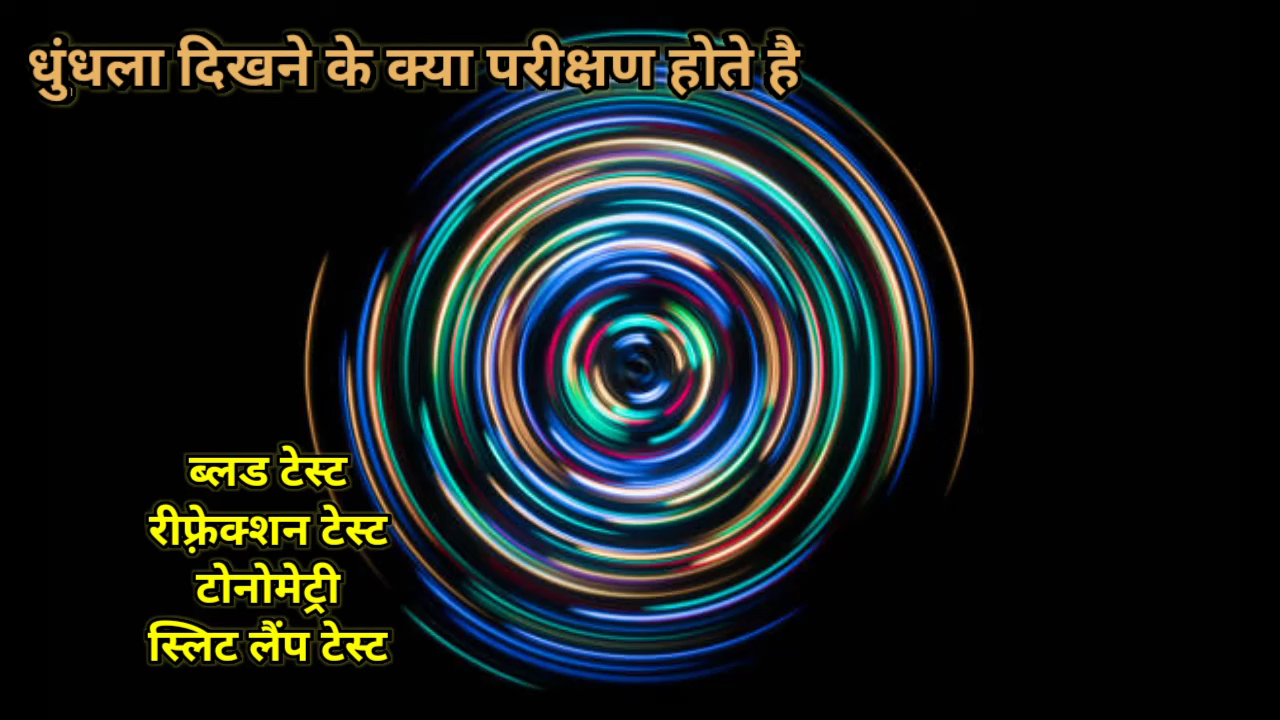 धुंधला दिखने के क्या परीक्षण होते है
ब्लड टेस्ट
रीफ़्रेक्शन टेस्ट
टोनोमेट्री
स्लिट लैंप टेस्ट